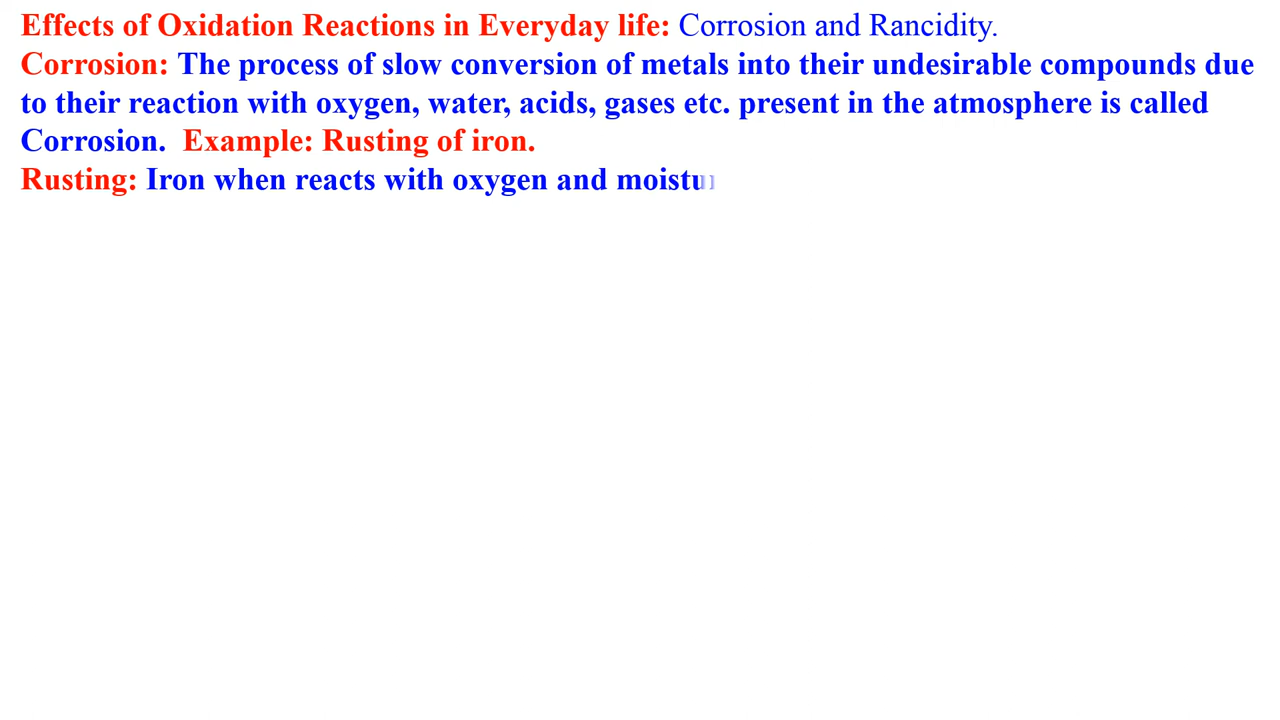 Effects of Oxidation Reactions in Everyday life: Corrosion and Rancidity.
Corrosion: The process of slow conversion of metals into their undesirable compounds due
to their reaction with oxygen, water, acids, gases etc. present in the atmosphere is called
Corrosion. Example: Rusting of iron.
Rusting: Iron when reacts with oxygen and